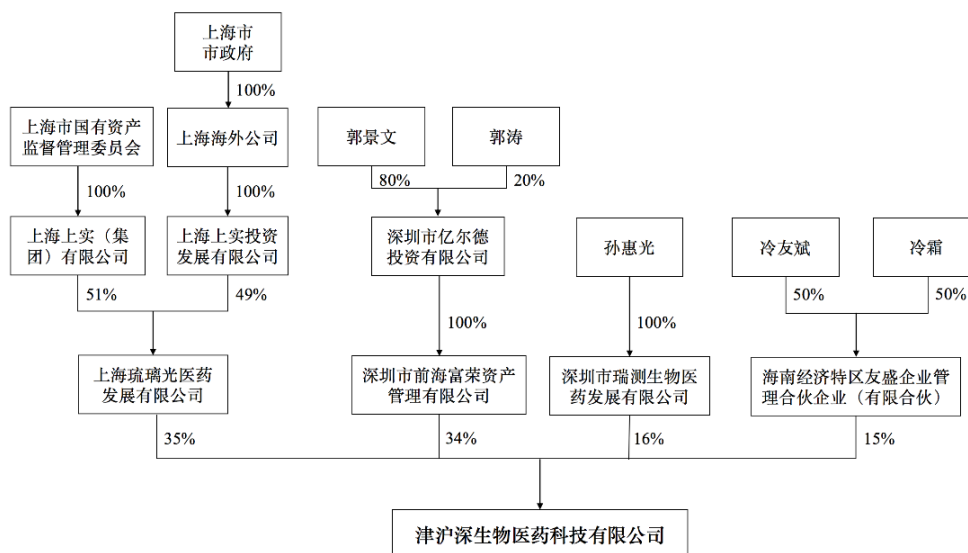 上海市
市政府
100%
上海市国有资产
监督管理委员会
上海海外公司
郭景文
郭涛
100%
100%
80%
20%
上海上实（集
团）有限公司
上海上实投资
发展有限公司
深圳市亿尔德
投资有限公司
孙惠光
冷友斌
冷霜
51%
49%
100%
100%
50%
50%
上海琉璃光医药
发展有限公司
深圳市前海富荣资产
管理有限公司
深圳市瑞测生物医
药发展有限公司
海南经济特区友盛企业管
理合伙企业（有限合伙）
35%
34%
16%
15%
津沪深生物医药科技有限公司